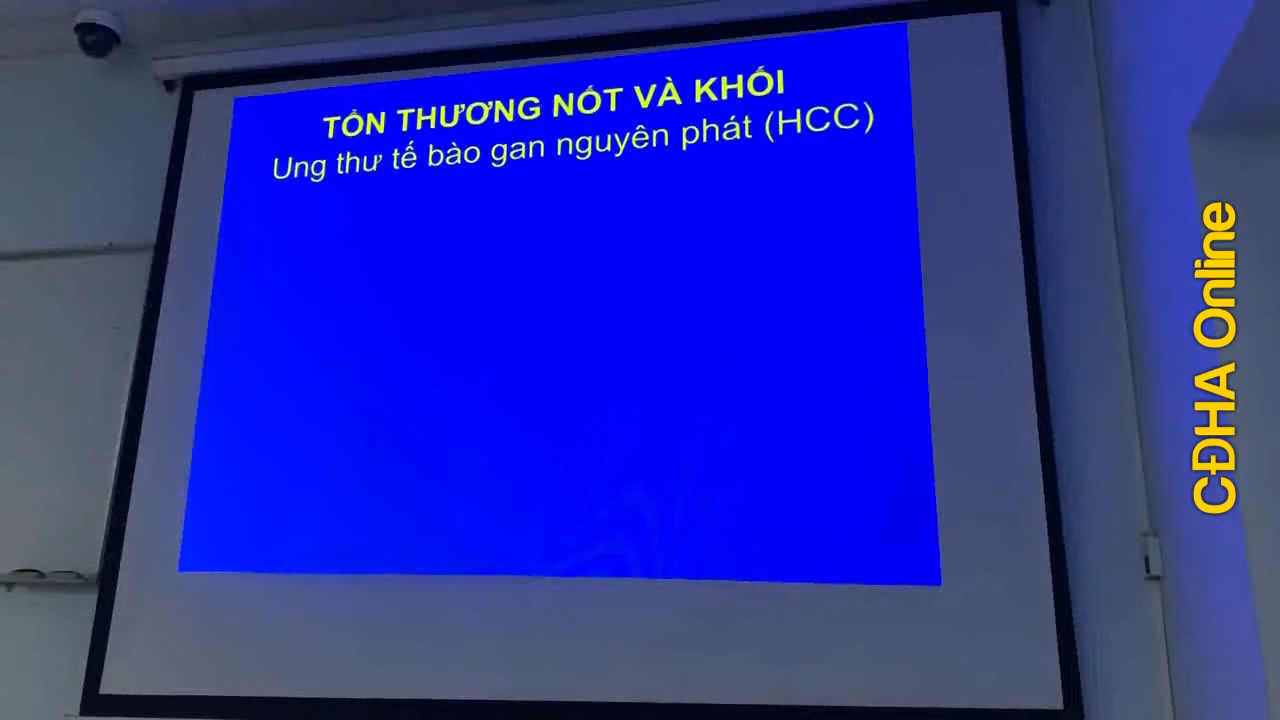 TỔN THƯƠNG NỐT VÀ KHỐI
Ung thư tế bào gan nguyên phát (HCC)
CĐHA Online